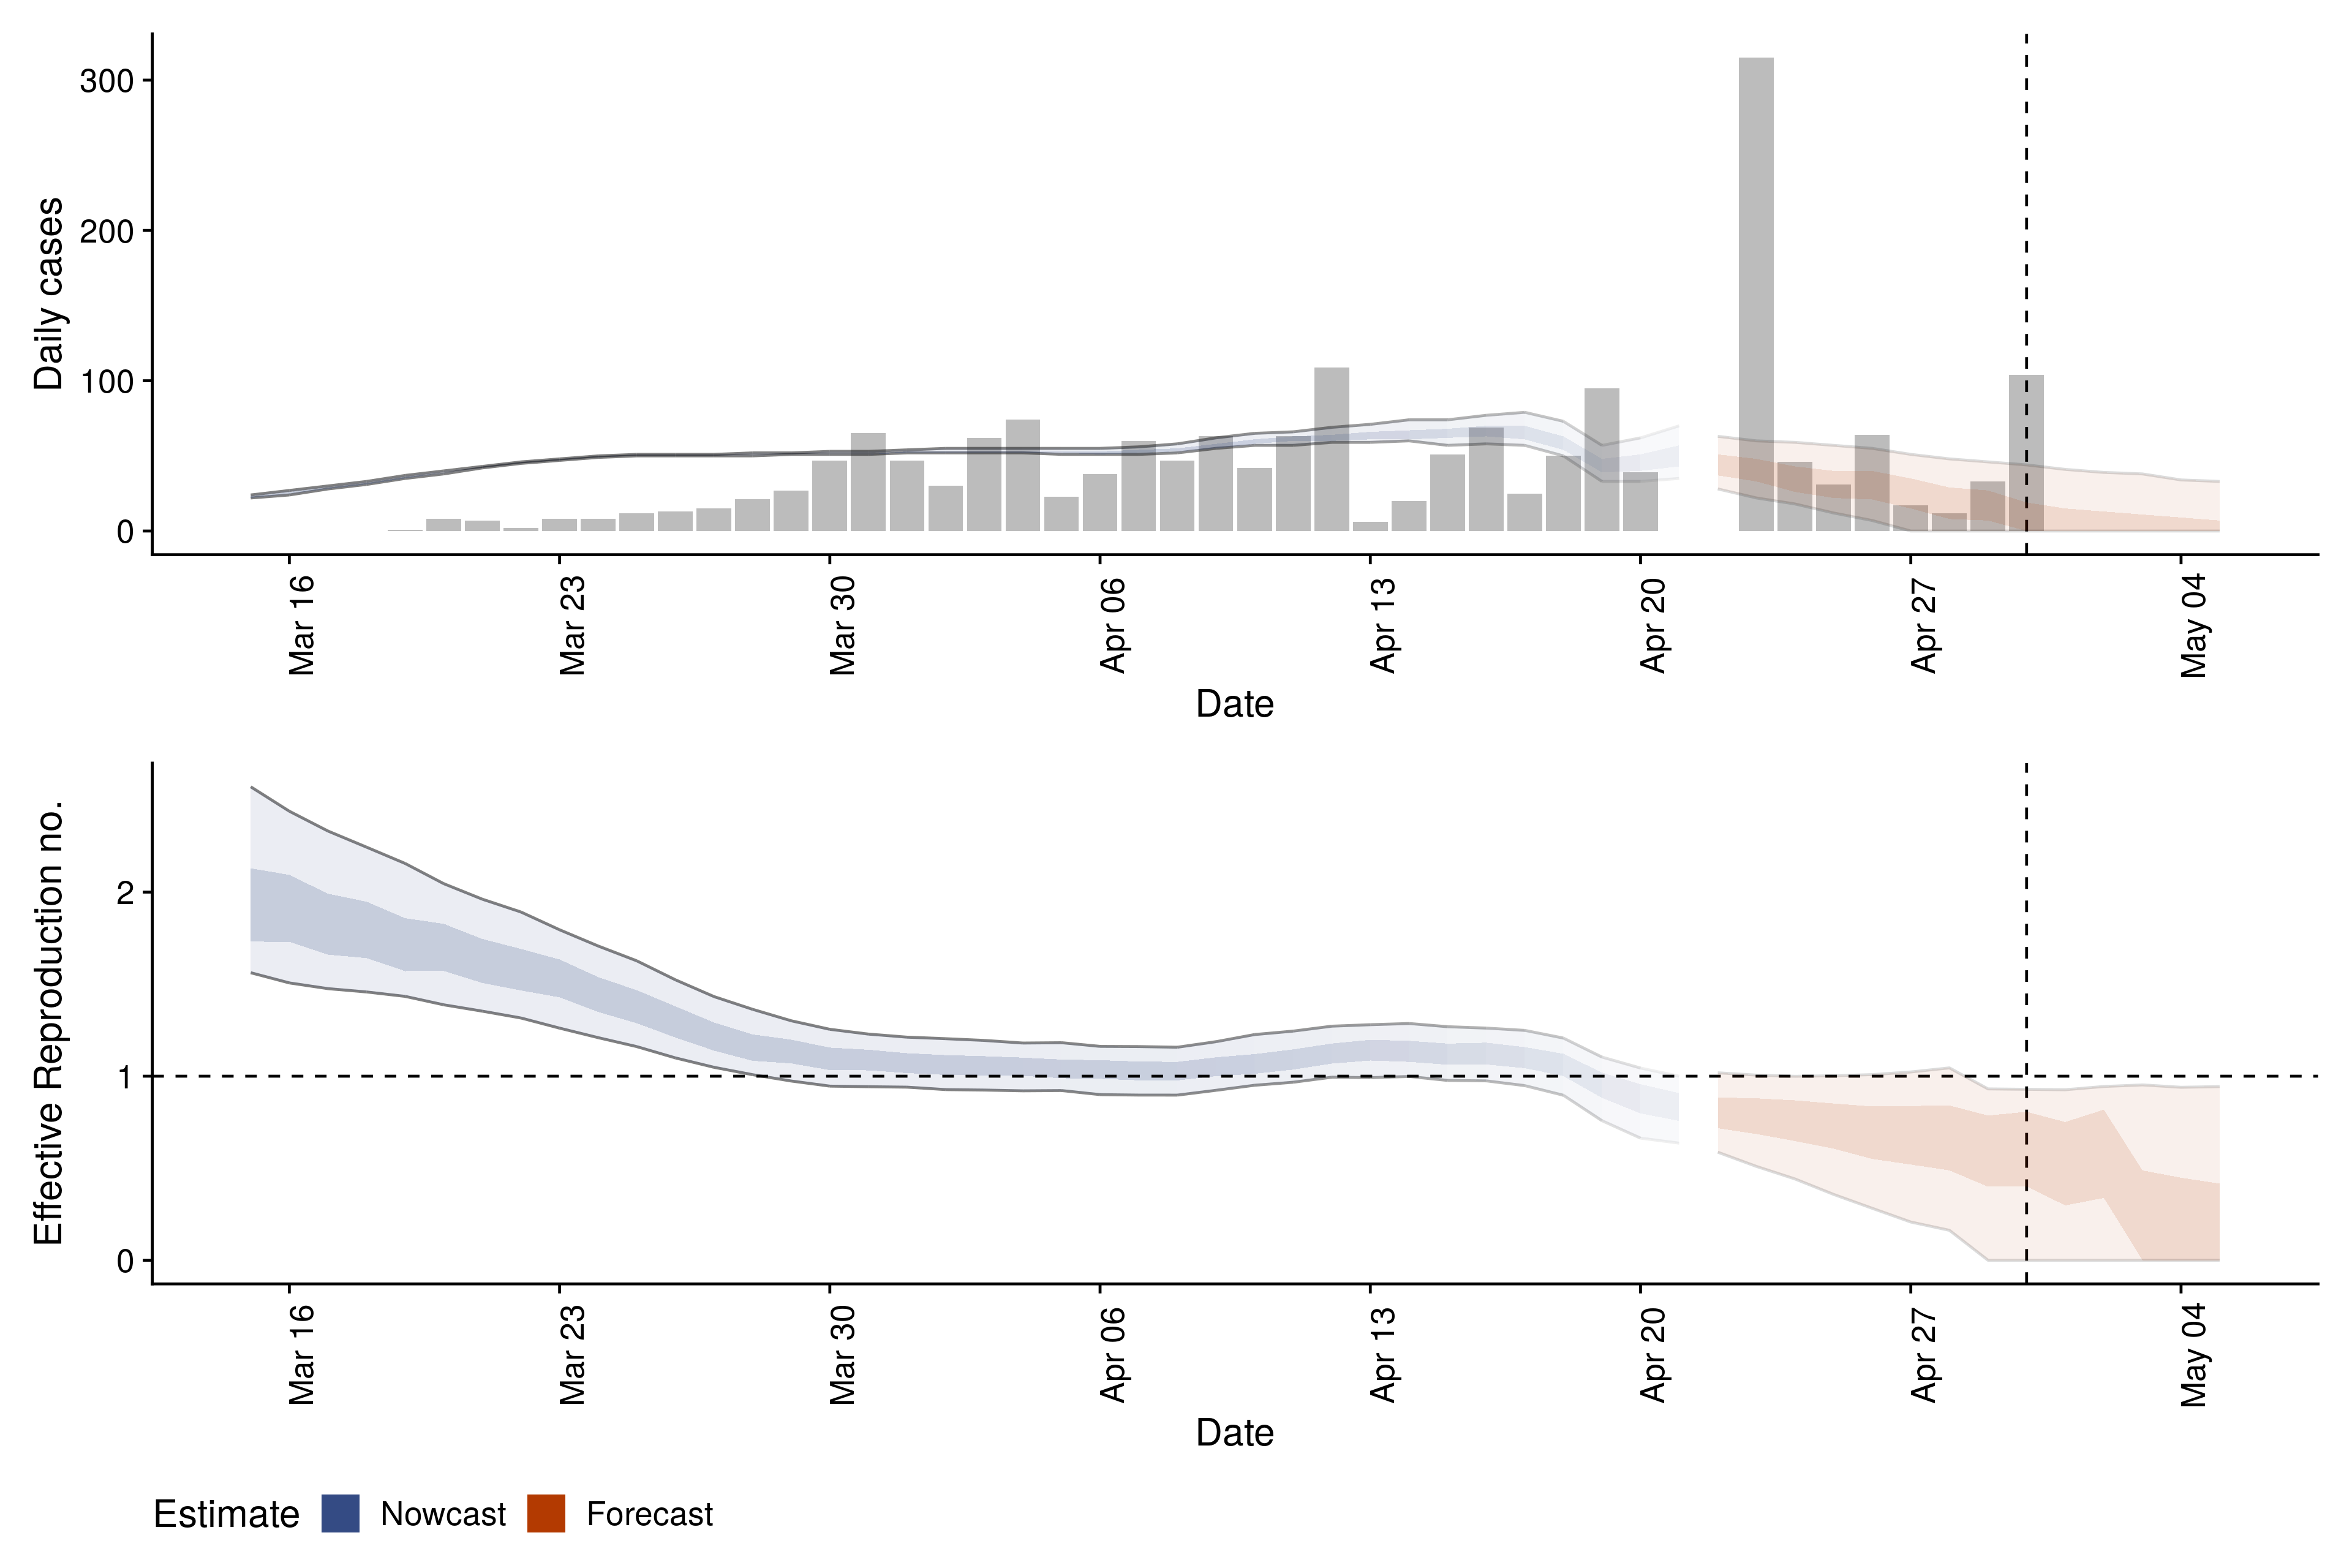 Daily cases
300
200
100
0
Mar 16
Mar 23
Mar 30
Apr 06
Apr 13
Apr 20
Apr 27
May 04
Date
Effective Reproduction no.
2
1
0
Mar 16
Mar 23
Mar 30
Apr 06
Apr 13
Apr 20
Apr 27
May 04
Date
Estimate Nowcast Forecast